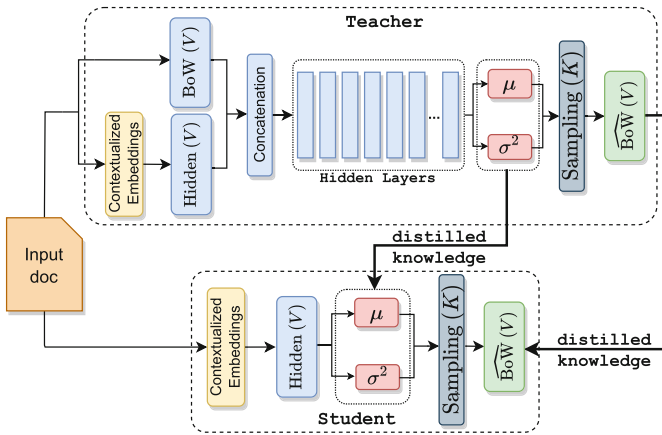 Teacher
BoW (V)
Contextualized
Embeddings
Hidden (V)
Concatenation
...
Hidden Layers
μ
σ²
Sampling (K)
B͡oW (V)
Input
doc
distilled
knowledge
Contextualized
Embeddings
Hidden (V)
μ
σ²
Sampling (K)
B͡oW (V)
distilled
knowledge
Student